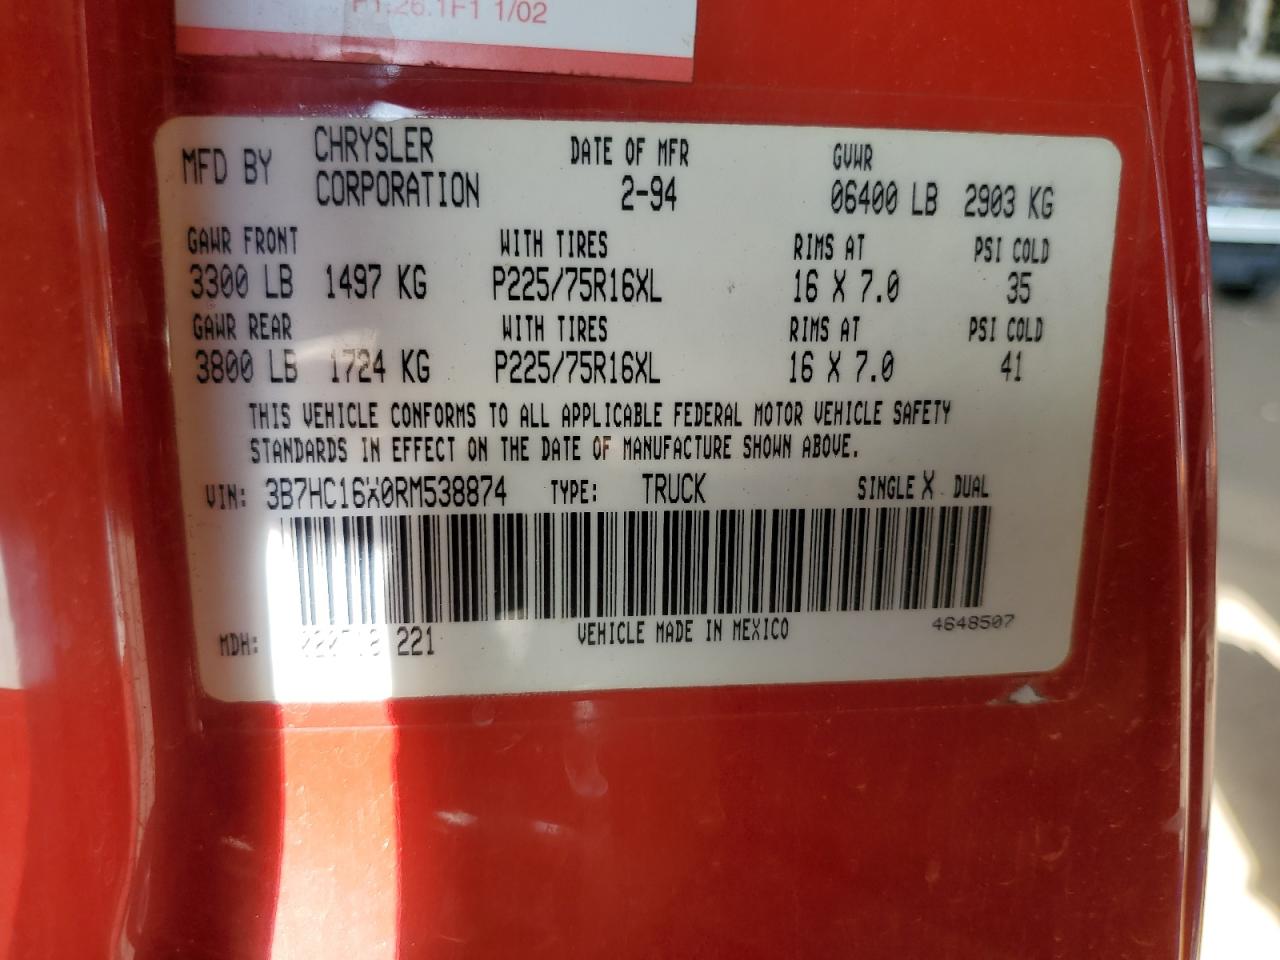 1/02
MFD BY CHRYSLER CORPORATION DATE OF MFR 2-94 GVWR 06400 LB 2903 KG
GAWR FRONT WITH TIRES RIMS AT PSI COLD
3300 LB 1497 KG P225/75R16XL 16 X 7.0 35
GAWR REAR WITH TIRES RIMS AT PSI COLD
3800 LB 1724 KG P225/75R16XL 16 X 7.0 41
THIS VEHICLE CONFORMS TO ALL APPLICABLE FEDERAL MOTOR VEHICLE SAFETY
STANDARDS IN EFFECT ON THE DATE OF MANUFACTURE SHOWN ABOVE.
VIN: 3B7HC16X0RM538874 TYPE: TRUCK SINGLE X DUAL
MDH: 221 VEHICLE MADE IN MEXICO 4648507